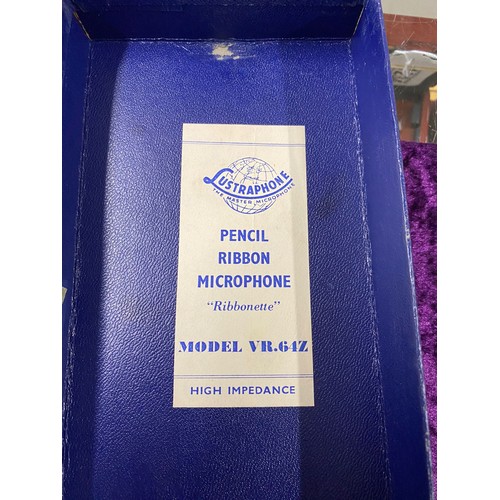 LUSTRAPHONE
THE MASTER MICROPHONE
PENCIL
RIBBON
MICROPHONE
"Ribbonette"
MODEL VR.64Z
HIGH IMPEDANCE